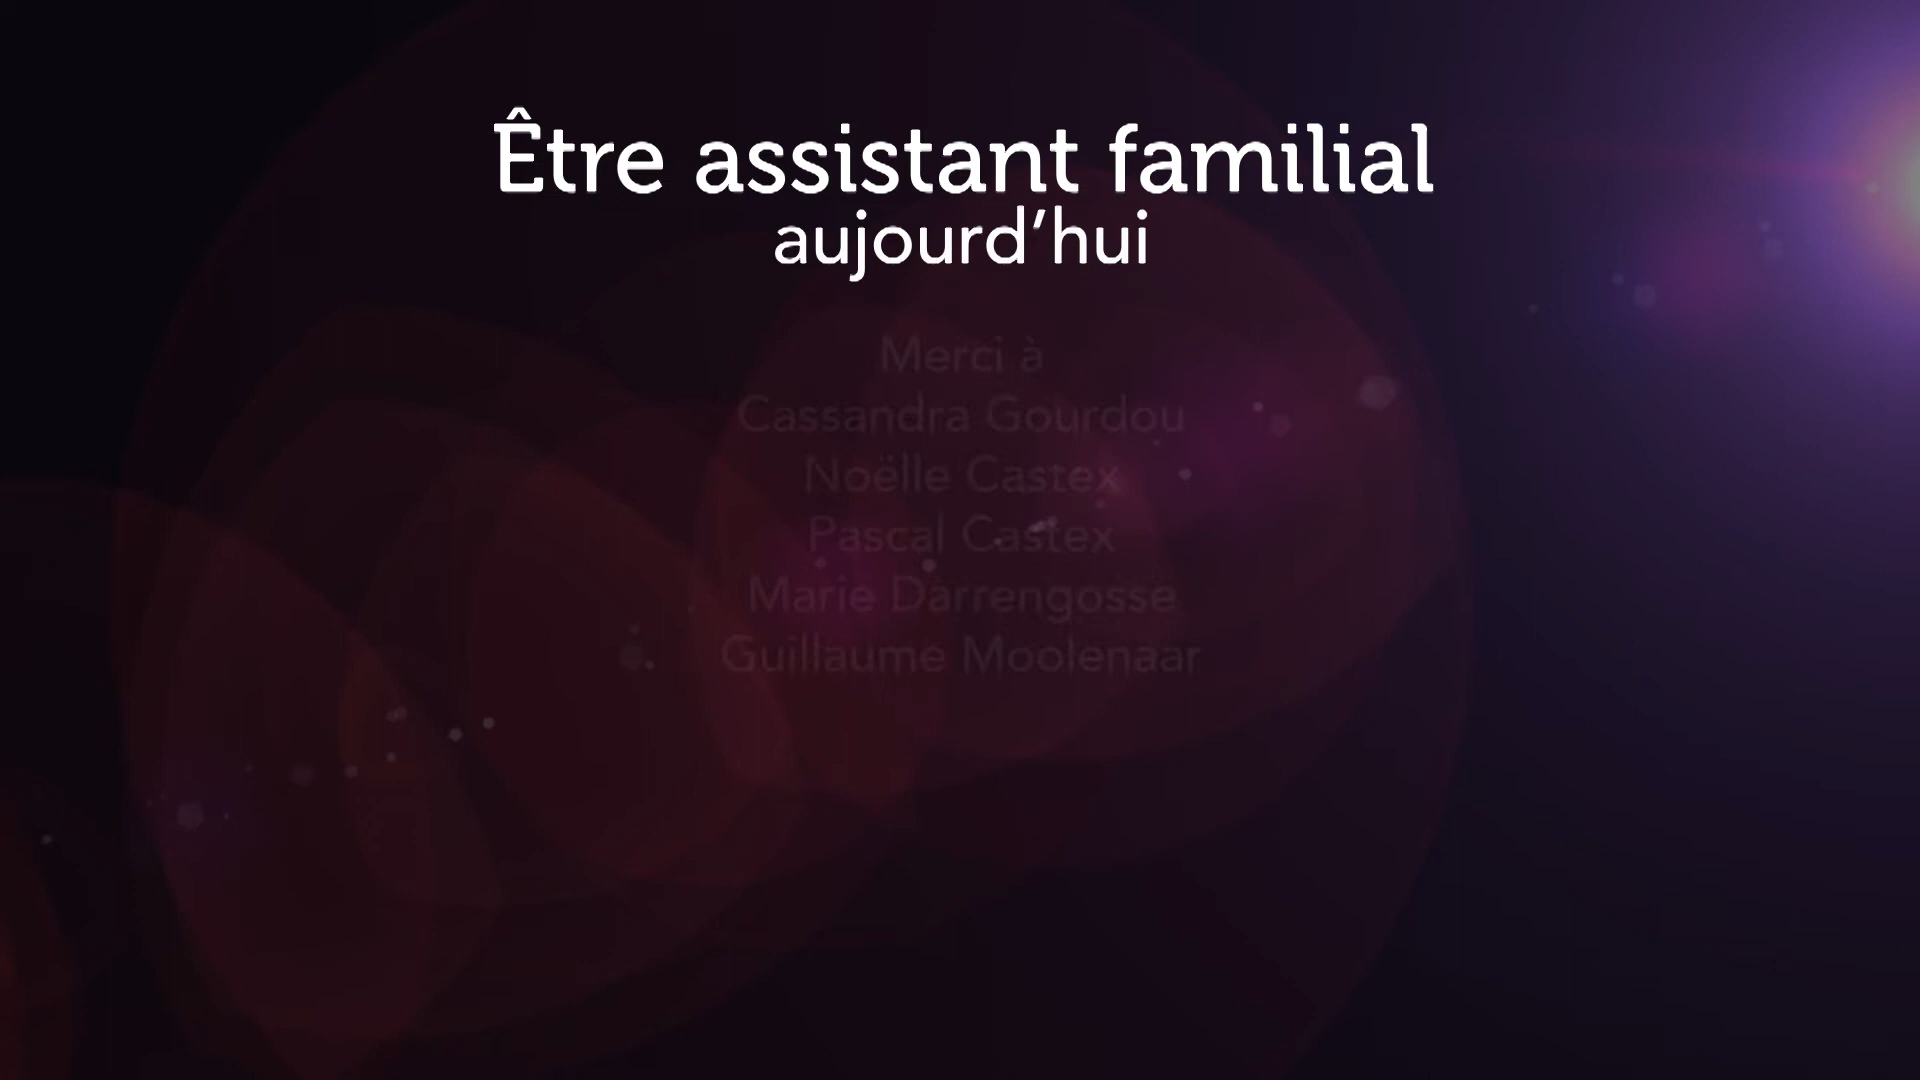 Être assistant familial
aujourd’hui
Merci à
Cassandra Gourdou
Noëlle Castex
Pascal Castex
Marie Darrengosse
Guillaume Moolenaar